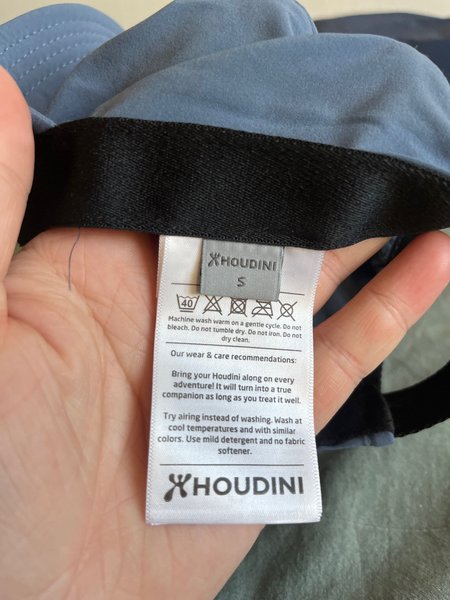 HOUDINI
S
40
Machine wash warm on a gentle cycle. Do not
bleach. Do not tumble dry. Do not iron. Do not
dry clean.
Our wear & care recommendations:
Bring your Houdini along on every
adventure! It will turn into a true
companion as long as you treat it well.
Try airing instead of washing. Wash at
cool temperatures and with similar
colors. Use mild detergent and no fabric
softener.
HOUDINI